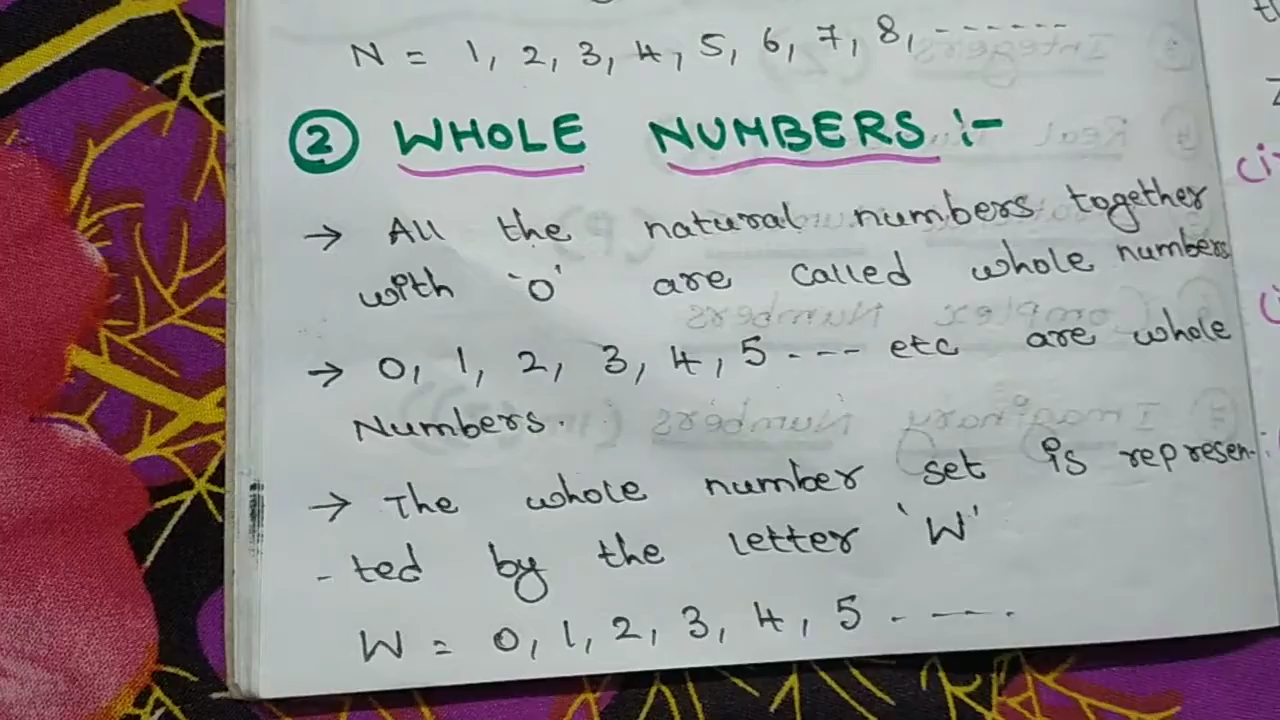 N = 1, 2, 3, 4, 5, 6, 7, 8, ------
② WHOLE NUMBERS :-
→ All the natural numbers together
with '0' are called whole numbers
→ 0, 1, 2, 3, 4, 5 --- etc are whole
Numbers.
→ The whole number set is represen-
- ted by the letter 'W'
W = 0, 1, 2, 3, 4, 5 . --- .